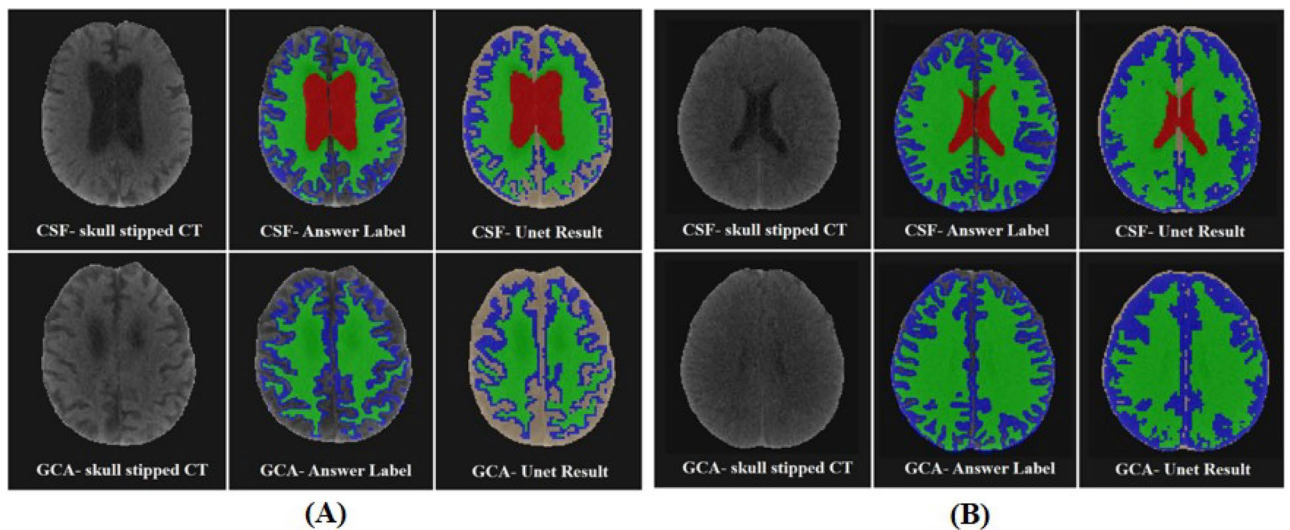 CSF- skull stipped CT
CSF- Answer Label
CSF- Unet Result
CSF- skull stipped CT
CSF- Answer Label
CSF- Unet Result
GCA- skull stipped CT
GCA- Answer Label
GCA- Unet Result
GCA- skull stipped CT
GCA- Answer Label
GCA- Unet Result
(A)
(B)